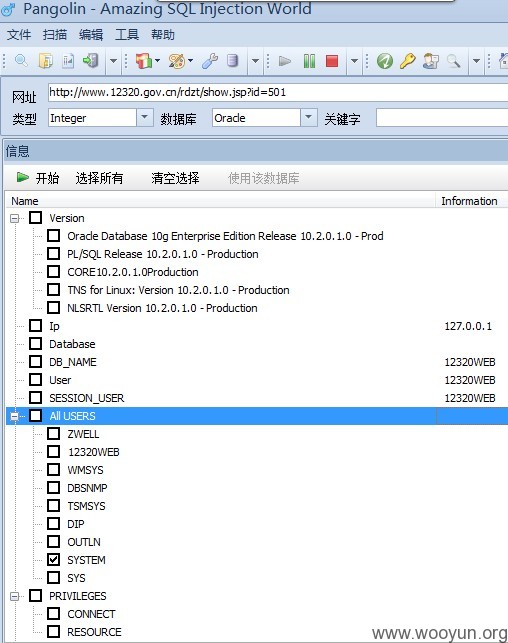 Pangolin - Amazing SQL Injection World
文件 扫描 编辑 工具 帮助
网址 http://www.12320.gov.cn/rdzt/show.jsp?id=501
类型 Integer 数据库 Oracle 关键字
信息
开始 选择所有 清空选择 使用该数据库
Name Information
Version
Oracle Database 10g Enterprise Edition Release 10.2.0.1.0 - Prod
PL/SQL Release 10.2.0.1.0 - Production
CORE10.2.0.1.0Production
TNS for Linux: Version 10.2.0.1.0 - Production
NLSRTL Version 10.2.0.1.0 - Production
Ip 127.0.0.1
Database
DB_NAME 12320WEB
User 12320WEB
SESSION_USER 12320WEB
All USERS
ZWELL
12320WEB
WMSYS
DBSNMP
TSMSYS
DIP
OUTLN
SYSTEM
SYS
PRIVILEGES
CONNECT
RESOURCE
www.wooyun.org